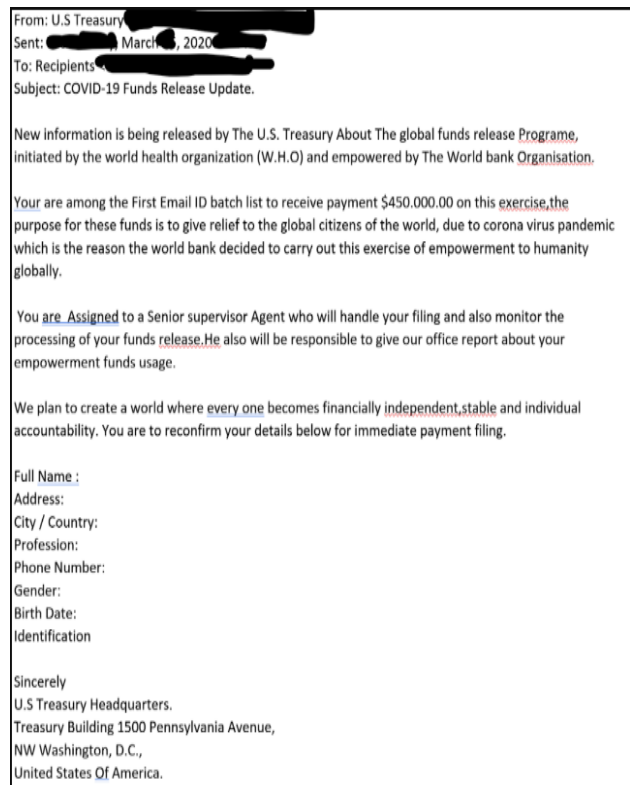 From: U.S Treasury
Sent: March , 2020
To: Recipients
Subject: COVID-19 Funds Release Update.
New information is being released by The U.S. Treasury About The global funds release Programe,
initiated by the world health organization (W.H.O) and empowered by The World bank Organisation.
Your are among the First Email ID batch list to receive payment $450.000.00 on this exercise,the
purpose for these funds is to give relief to the global citizens of the world, due to corona virus pandemic
which is the reason the world bank decided to carry out this exercise of empowerment to humanity
globally.
You are  Assigned to a Senior supervisor Agent who will handle your filing and also monitor the
processing of your funds release.He also will be responsible to give our office report about your
empowerment funds usage.
We plan to create a world where every one becomes financially independent,stable and individual
accountability. You are to reconfirm your details below for immediate payment filing.
Full Name :
Address:
City / Country:
Profession:
Phone Number:
Gender:
Birth Date:
Identification
Sincerely
U.S Treasury Headquarters.
Treasury Building 1500 Pennsylvania Avenue,
NW Washington, D.C.,
United States Of America.